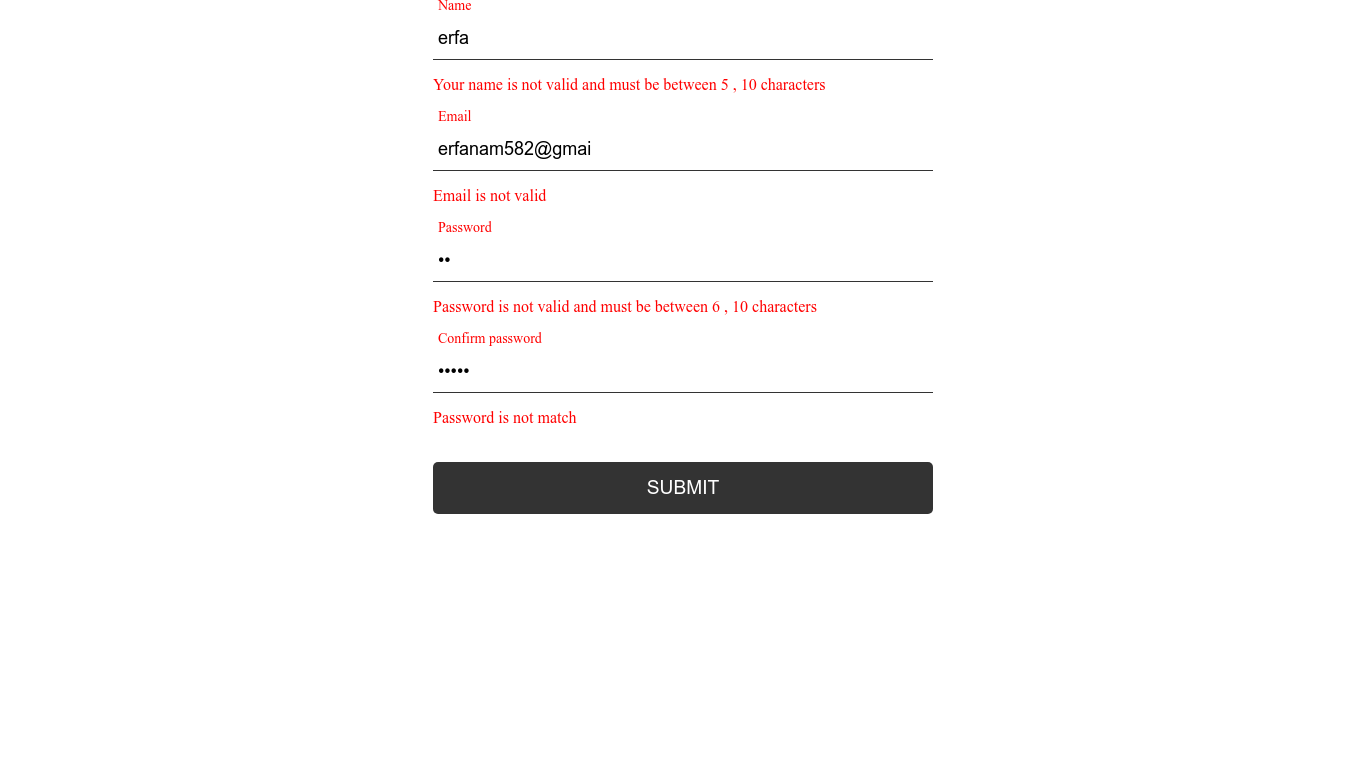 Name
erfa
Your name is not valid and must be between 5 , 10 characters
Email
erfanam582@gmai
Email is not valid
Password
••
Password is not valid and must be between 6 , 10 characters
Confirm password
•••••
Password is not match
SUBMIT